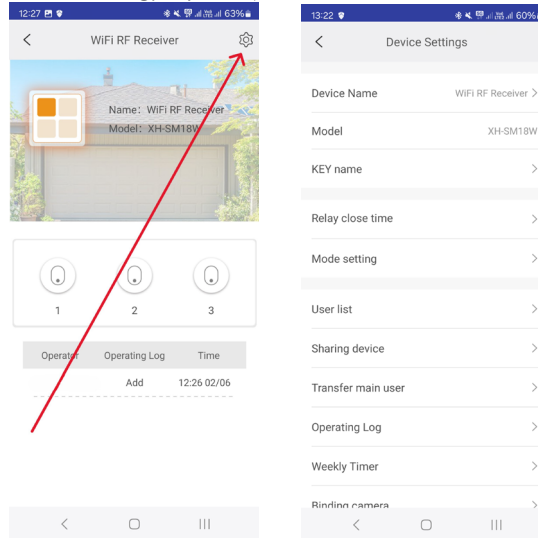 12:27
63%
WiFi RF Receiver
Name: WiFi RF Receiver
Model: XH-SM18W
1 2 3
Operator Operating Log Time
Add 12:26 02/06
13:22
60%
Device Settings
Device Name WiFi RF Receiver
Model XH-SM18W
KEY name
Relay close time
Mode setting
User list
Sharing device
Transfer main user
Operating Log
Weekly Timer
Binding camera